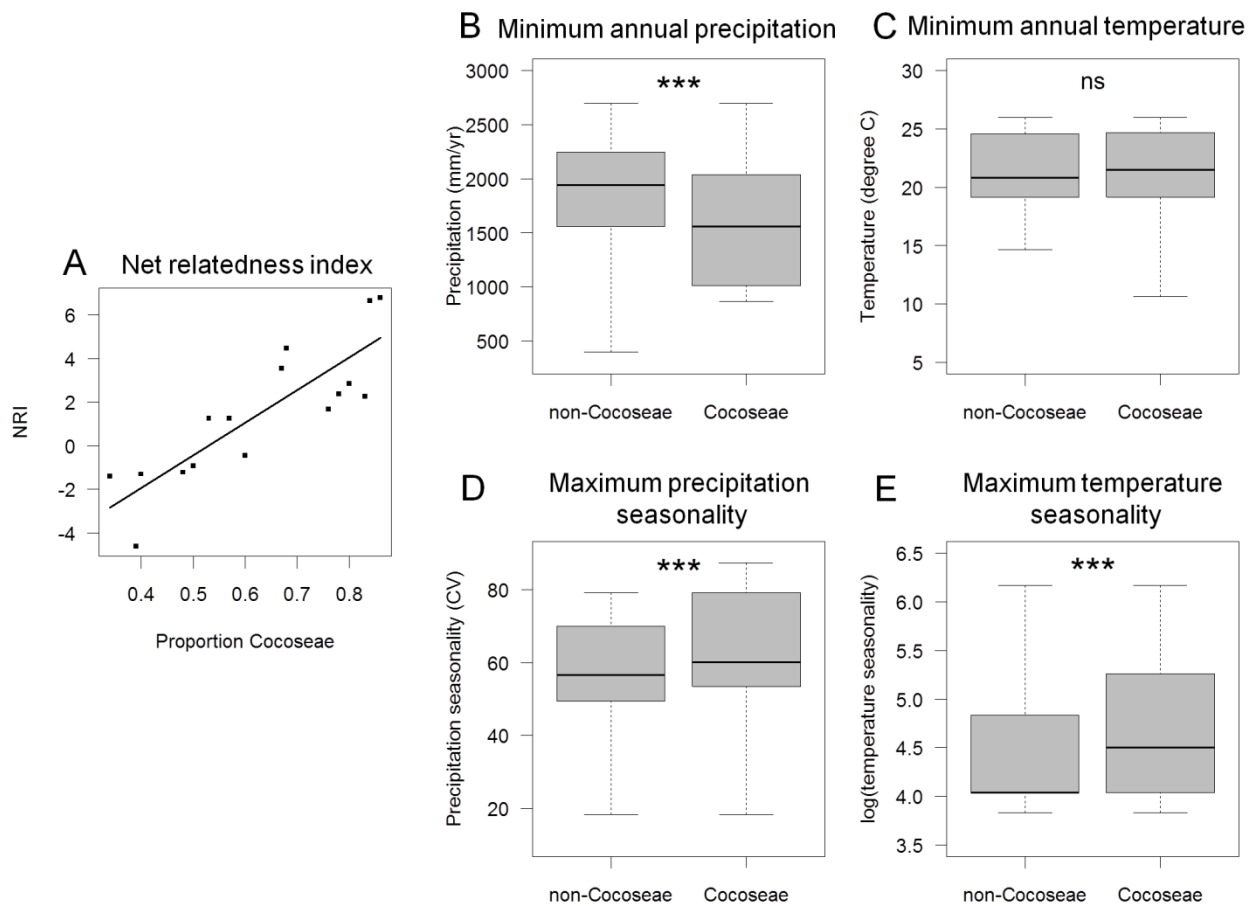 A Net relatedness index
NRI
6
4
2
0
-2
-4
0.4 0.5 0.6 0.7 0.8
Proportion Cocoseae
B Minimum annual precipitation
Precipitation (mm/yr)
3000
2500
2000
1500
1000
500
***
non-Cocoseae Cocoseae
C Minimum annual temperature
Temperature (degree C)
30
25
20
15
10
5
ns
non-Cocoseae Cocoseae
D Maximum precipitation
seasonality
Precipitation seasonality (CV)
80
60
40
20
***
non-Cocoseae Cocoseae
E Maximum temperature
seasonality
log(temperature seasonality)
6.5
6.0
5.5
5.0
4.5
4.0
3.5
***
non-Cocoseae Cocoseae